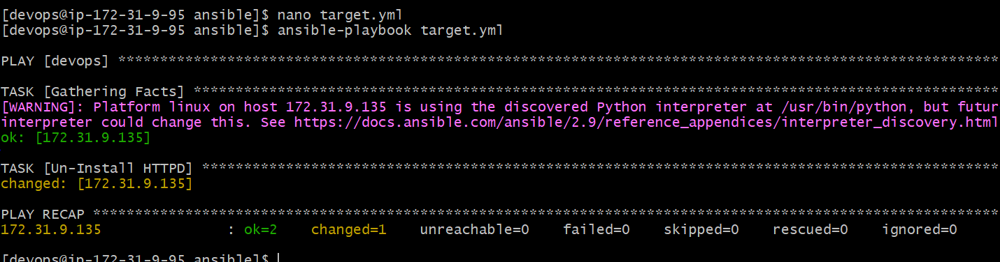 [devops@ip-172-31-9-95 ansible]$ nano target.yml
[devops@ip-172-31-9-95 ansible]$ ansible-playbook target.yml
PLAY [devops] *********************************************************************************************************
TASK [Gathering Facts] ************************************************************************************************
[WARNING]: Platform linux on host 172.31.9.135 is using the discovered Python interpreter at /usr/bin/python, but futur
interpreter could change this. See https://docs.ansible.com/ansible/2.9/reference_appendices/interpreter_discovery.html
ok: [172.31.9.135]
TASK [Un-Install HTTPD] ***********************************************************************************************
changed: [172.31.9.135]
PLAY RECAP ************************************************************************************************************
172.31.9.135               : ok=2    changed=1    unreachable=0    failed=0    skipped=0    rescued=0    ignored=0
[devops@ip-172-31-9-95 ansible]$